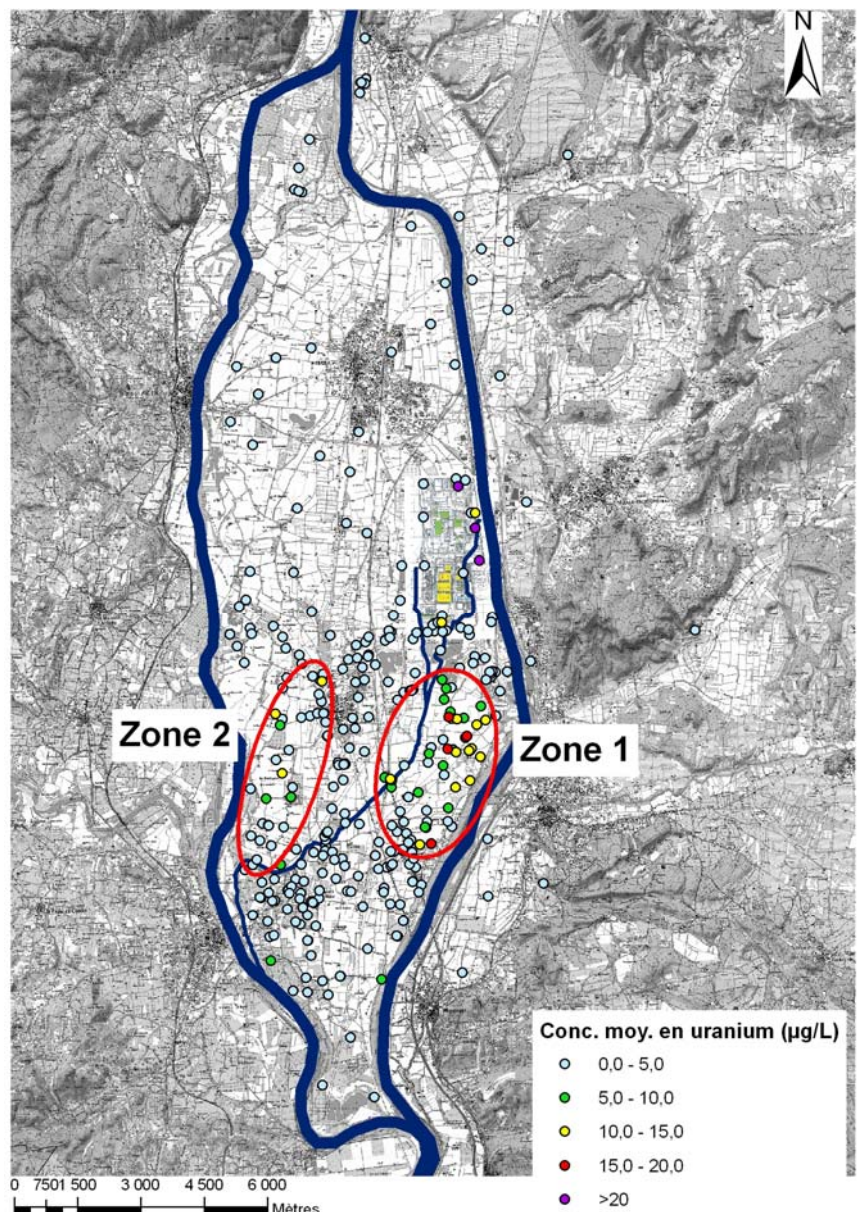 N
Zone 2
Zone 1
Conc. moy. en uranium (µg/L)
0,0 - 5,0
5,0 - 10,0
10,0 - 15,0
15,0 - 20,0
>20
0 750 1 500 3 000 4 500 6 000
Mètres